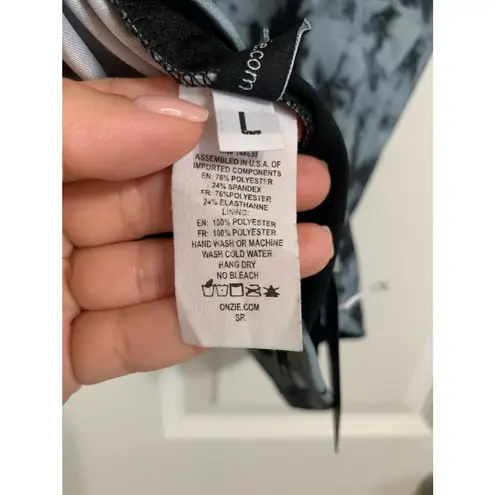 e.com
L
ASSEMBLED IN U.S.A. OF
IMPORTED COMPONENTS
EN: 76% POLYESTER
24% SPANDEX
FR: 76%POLYESTER
24% ELASTHANNE
LINING:
EN: 100% POLYESTER
FR: 100% POLYESTER
HAND WASH OR MACHINE
WASH COLD WATER
HANG DRY
NO BLEACH
ONZIE.COM
SP.